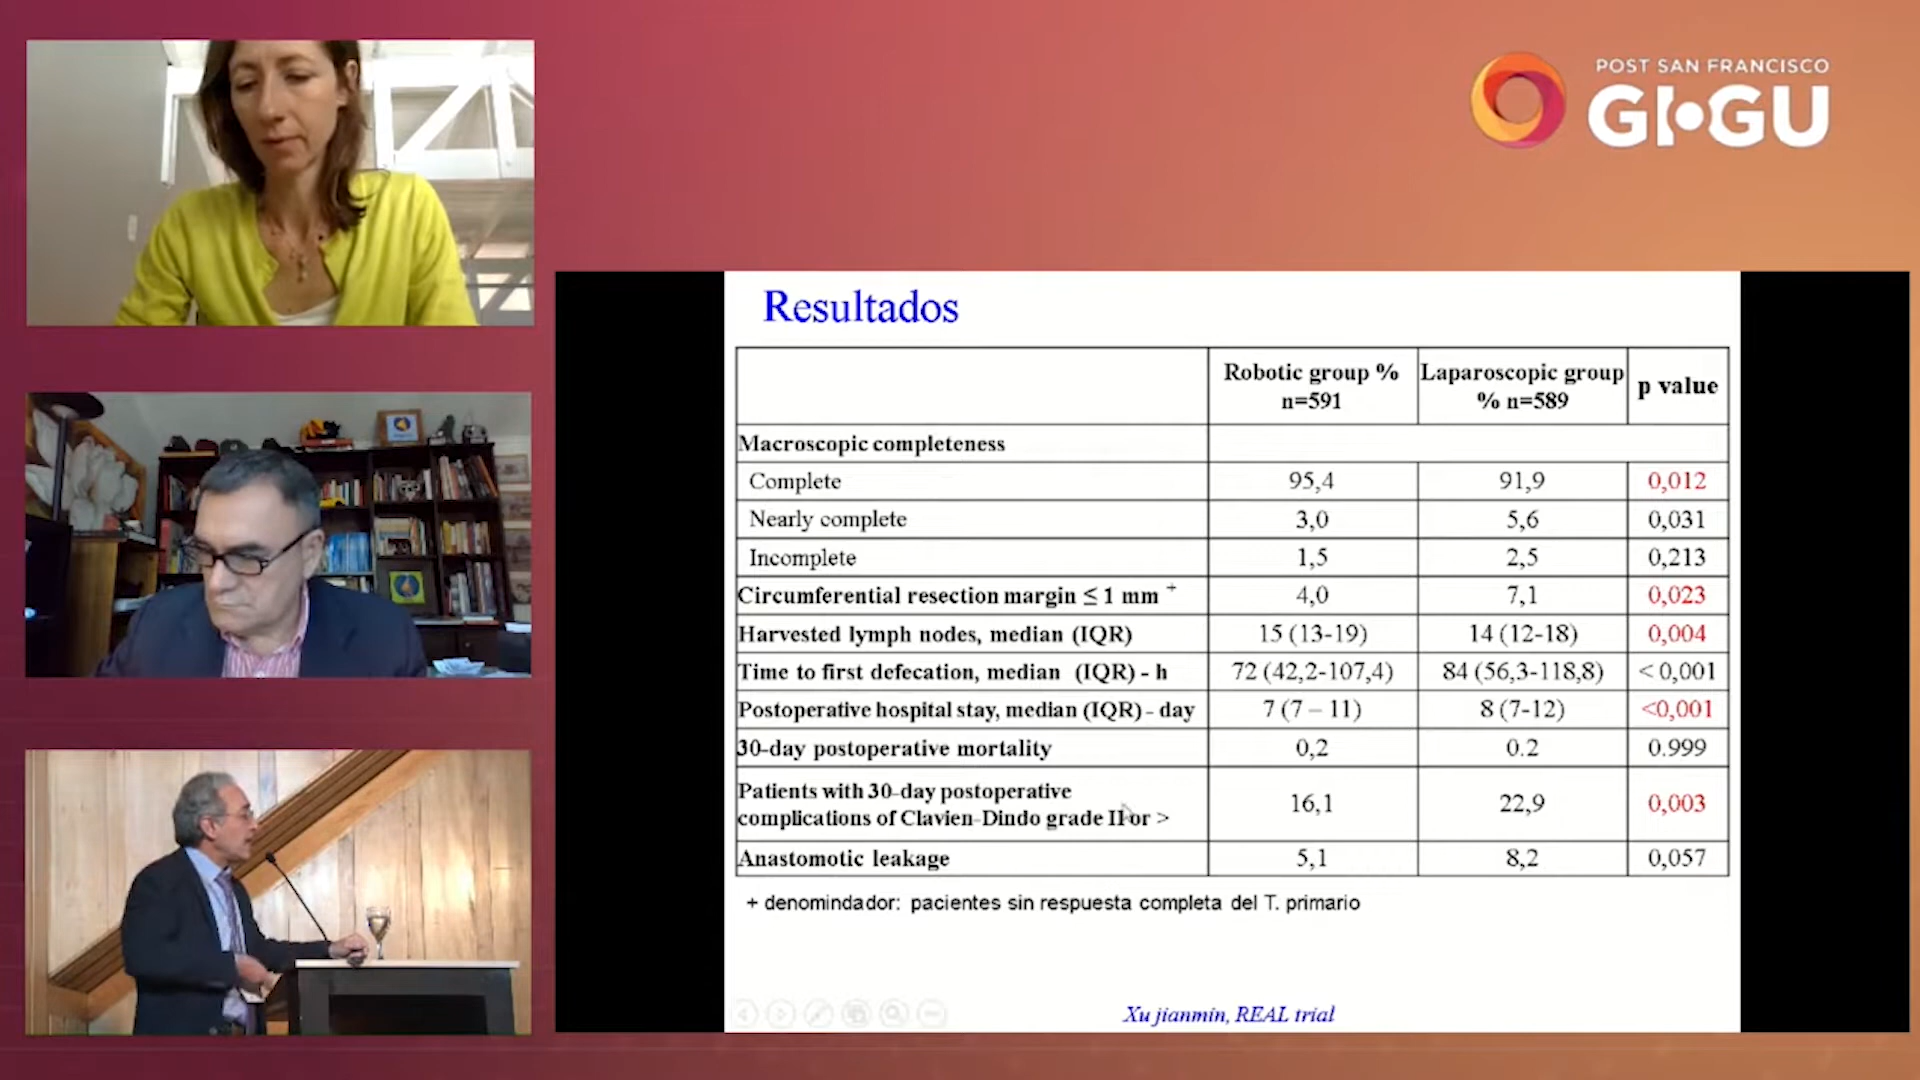 POST SAN FRANCISCO
GI•GU
Resultados
Robotic group % n=591 Laparoscopic group % n=589 p value
Macroscopic completeness
Complete 95,4 91,9 0,012
Nearly complete 3,0 5,6 0,031
Incomplete 1,5 2,5 0,213
Circumferential resection margin ≤ 1 mm + 4,0 7,1 0,023
Harvested lymph nodes, median (IQR) 15 (13-19) 14 (12-18) 0,004
Time to first defecation, median (IQR) - h 72 (42,2-107,4) 84 (56,3-118,8) < 0,001
Postoperative hospital stay, median (IQR) - day 7 (7 – 11) 8 (7-12) <0,001
30-day postoperative mortality 0,2 0.2 0.999
Patients with 30-day postoperative
complications of Clavien-Dindo grade II or > 16,1 22,9 0,003
Anastomotic leakage 5,1 8,2 0,057
+ denomindador: pacientes sin respuesta completa del T. primario
Xu jianmin, REAL trial